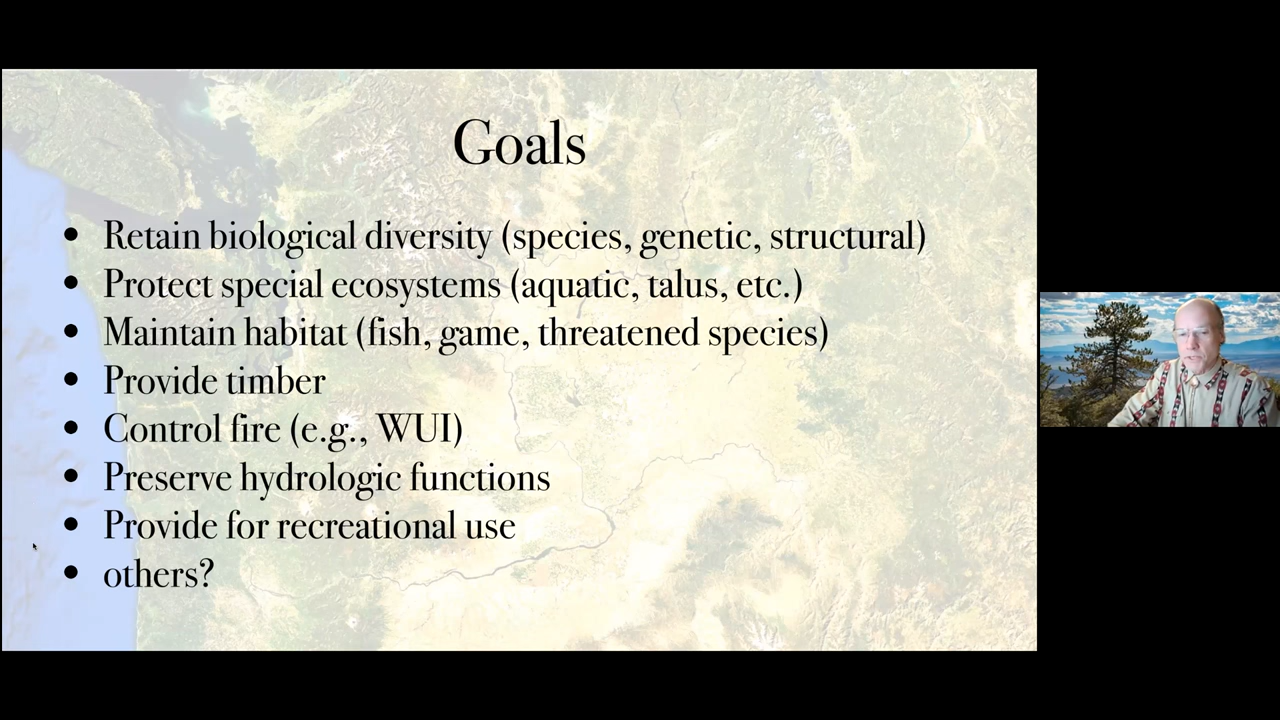 Goals
• Retain biological diversity (species, genetic, structural)
• Protect special ecosystems (aquatic, talus, etc.)
• Maintain habitat (fish, game, threatened species)
• Provide timber
• Control fire (e.g., WUI)
• Preserve hydrologic functions
• Provide for recreational use
• others?